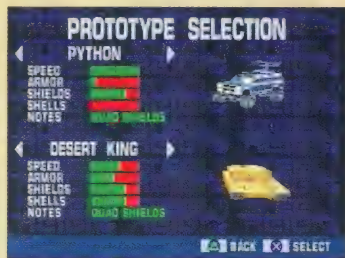 PROTOTYPE SELECTION
PYTHON
SPEED
ARMOR
SHIELDS
SHELLS
NOTES QUAD SHIELDS
DESERT KING
SPEED
ARMOR
SHIELDS
SHELLS
NOTES QUAD SHIELDS
BACK SELECT